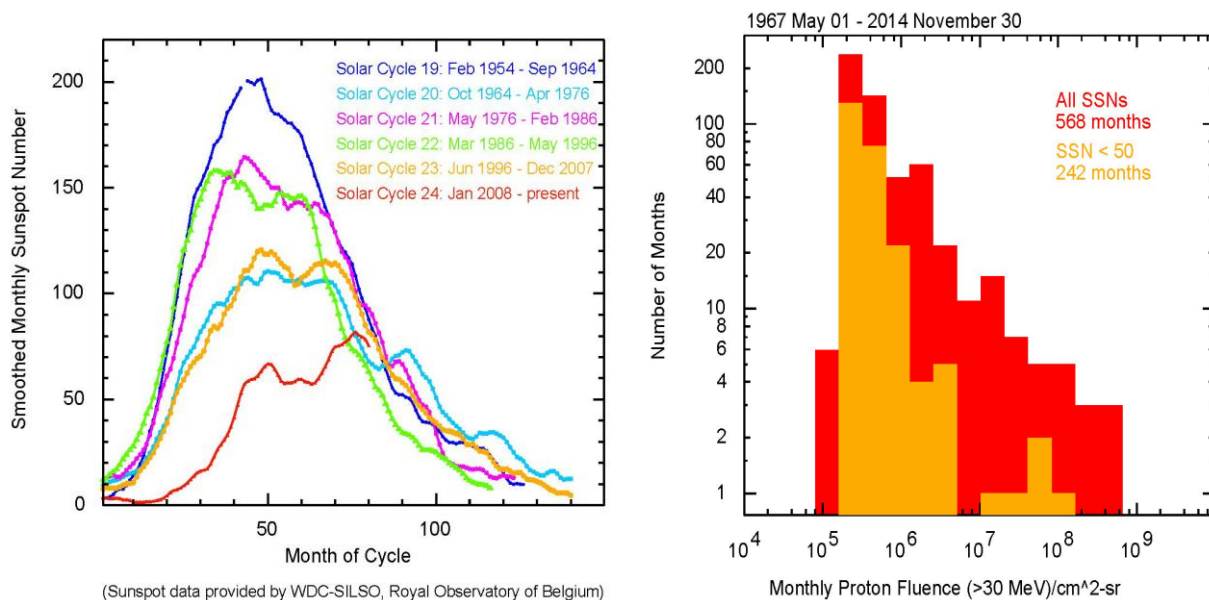 Smoothed Monthly Sunspot Number
200
150
100
50
0
Solar Cycle 19: Feb 1954 - Sep 1964
Solar Cycle 20: Oct 1964 - Apr 1976
Solar Cycle 21: May 1976 - Feb 1986
Solar Cycle 22: Mar 1986 - May 1996
Solar Cycle 23: Jun 1996 - Dec 2007
Solar Cycle 24: Jan 2008 - present
50 100
Month of Cycle
(Sunspot data provided by WDC-SILSO, Royal Observatory of Belgium)
1967 May 01 - 2014 November 30
Number of Months
200
100
80
60
40
20
10
8
6
4
2
1
All SSNs
568 months
SSN < 50
242 months
10^4 10^5 10^6 10^7 10^8 10^9
Monthly Proton Fluence (>30 MeV)/cm^2-sr